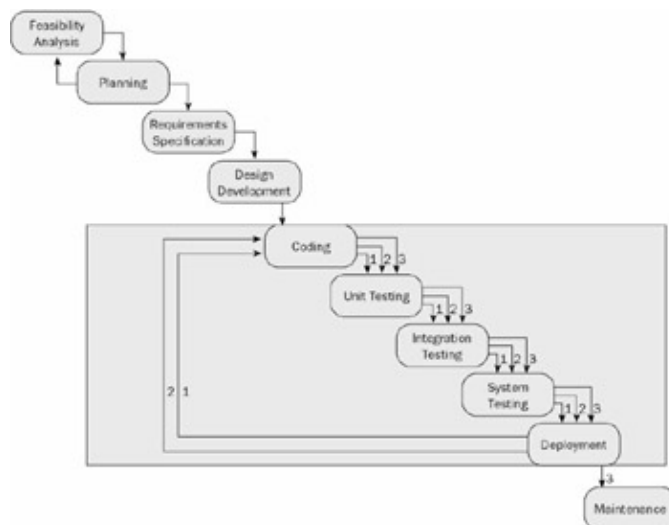 Feasibility
Analysis
Planning
Requirements
Specification
Design
Development
Coding
1 2 3
Unit Testing
1 2 3
Integration
Testing
1 2 3
System
Testing
2 1
1 2 3
Deployment
3
Maintenance